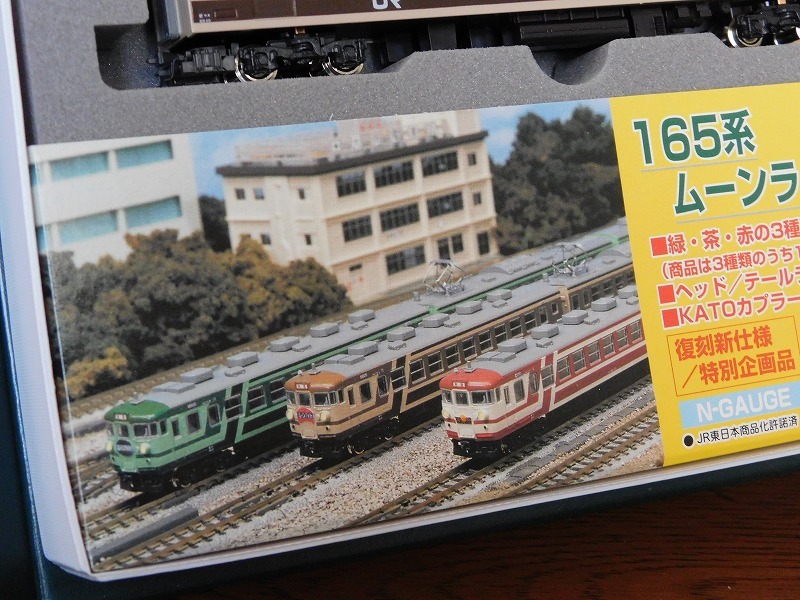 JR
165系
ムーンラ
■緑・茶・赤の3種
(商品は3種類のうち1
■ヘッド/テールラ
■KATOカプラー
復刻新仕様
/特別企画品
N-GAUGE
●JR東日本商品化許諾済